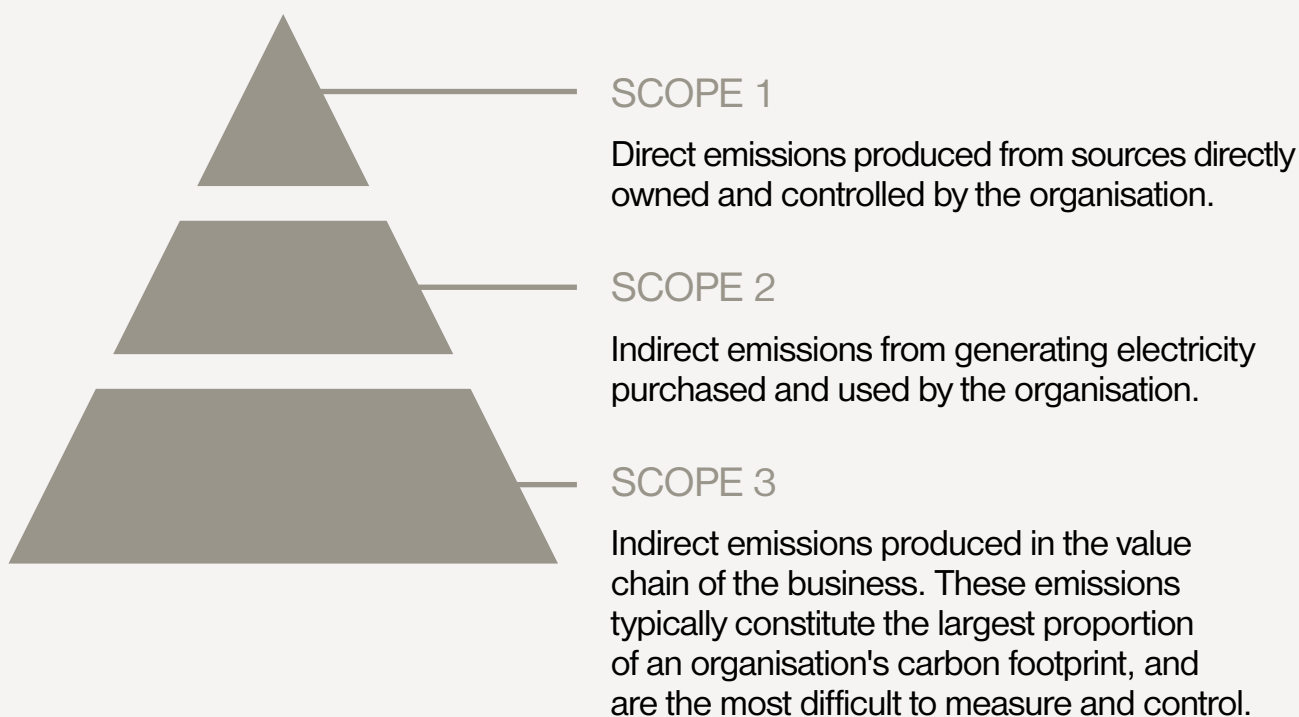 SCOPE 1
Direct emissions produced from sources directly
owned and controlled by the organisation.
SCOPE 2
Indirect emissions from generating electricity
purchased and used by the organisation.
SCOPE 3
Indirect emissions produced in the value
chain of the business. These emissions
typically constitute the largest proportion
of an organisation's carbon footprint, and
are the most difficult to measure and control.